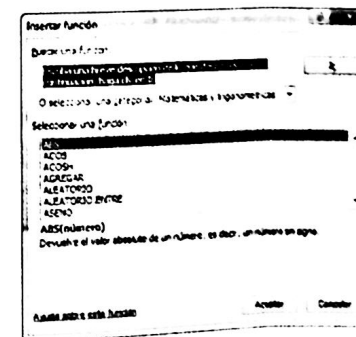 Insertar función
Buscar una función:
O seleccionar una categoría: Matemáticas y trigonométricas
Seleccionar una función:
ABS
ACOS
ACOSH
AGREGAR
ALEATORIO
ALEATORIO.ENTRE
ASENO
ABS(número)
Devuelve el valor absoluto de un número, es decir, un número sin signo.
Ayuda sobre esta función
Aceptar Cancelar